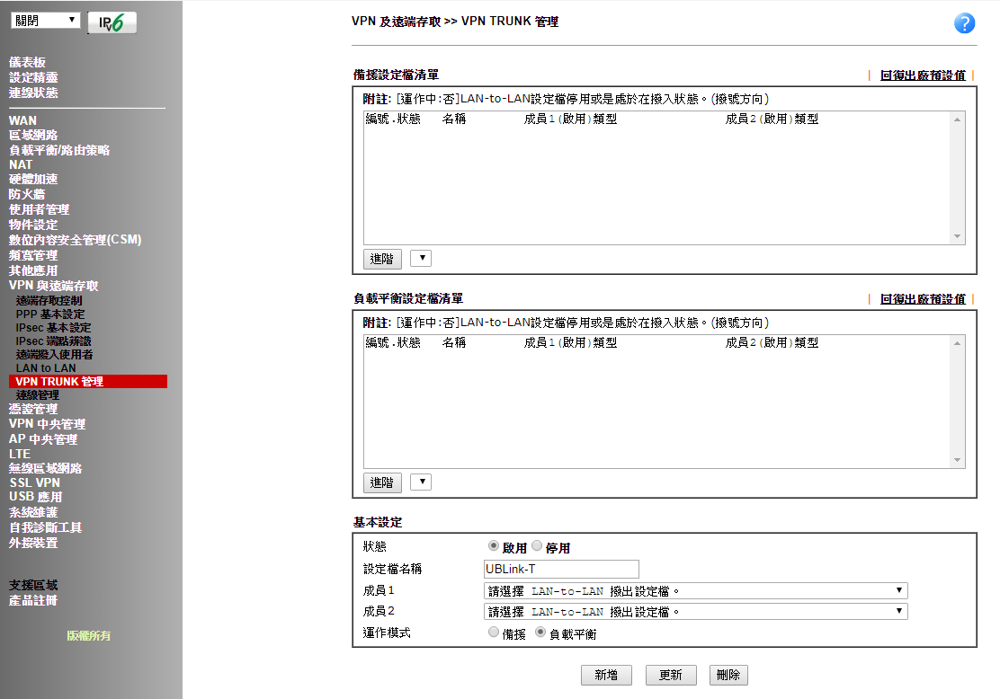 關閉
IPv6
儀表板
設定精靈
連線狀態
WAN
區域網路
負載平衡/路由策略
NAT
硬體加速
防火牆
使用者管理
物件設定
數位內容安全管理(CSM)
頻寬管理
其他應用
VPN 與遠端存取
遠端存取控制
PPP 基本設定
IPsec 基本設定
IPsec 端點辨識
遠端撥入使用者
LAN to LAN
VPN TRUNK 管理
連線管理
憑證管理
VPN 中央管理
AP 中央管理
LTE
無線區域網路
SSL VPN
USB 應用
系統維護
自我診斷工具
外接裝置
支援區域
產品註冊
版權所有
VPN 及遠端存取 >> VPN TRUNK 管理
?
備援設定檔清單 | 回復出廠預設值 |
附註: [運作中:否]LAN-to-LAN設定檔停用或是處於在撥入狀態。(撥號方向)
編號.狀態 名稱 成員1(啟用)類型 成員2(啟用)類型
進階
負載平衡設定檔清單 | 回復出廠預設值 |
附註: [運作中:否]LAN-to-LAN設定檔停用或是處於在撥入狀態。(撥號方向)
編號.狀態 名稱 成員1(啟用)類型 成員2(啟用)類型
進階
基本設定
狀態 啟用 停用
設定檔名稱 UBLink-T
成員1 請選擇 LAN-to-LAN 撥出設定檔。
成員2 請選擇 LAN-to-LAN 撥出設定檔。
運作模式 備援 負載平衡
新增 更新 刪除